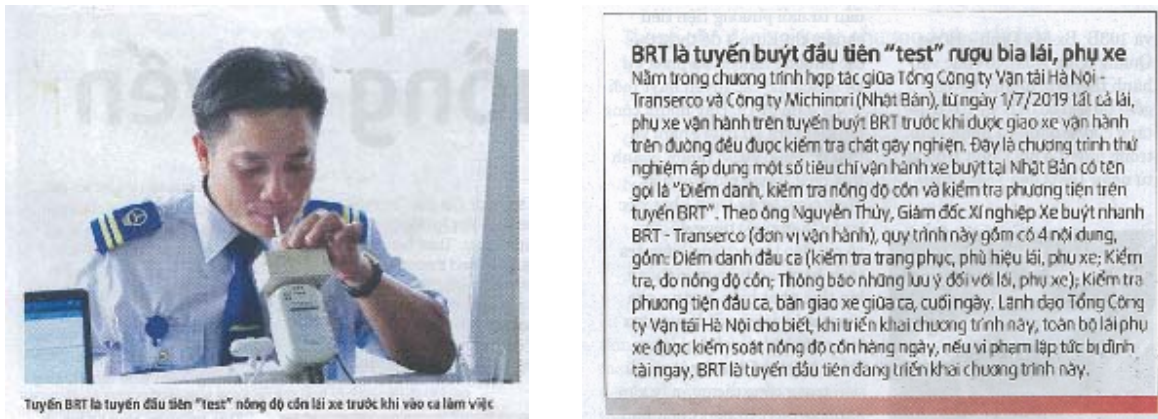 Tuyến BRT là tuyến đầu tiên "test" nồng độ cồn lái xe trước khi vào ca làm việc
BRT là tuyến buýt đầu tiên "test" rượu bia lái, phụ xe
Nằm trong chương trình hợp tác giữa Tổng Công ty Vận tải Hà Nội -
Transerco và Công ty Michinori (Nhật Bản), từ ngày 1/7/2019 tất cả lái,
phụ xe vận hành trên tuyến buýt BRT trước khi được giao xe vận hành
trên đường đều được kiểm tra chất gây nghiện. Đây là chương trình thử
nghiệm áp dụng một số tiêu chí vận hành xe buýt tại Nhật Bản có tên
gọi là "Điểm danh, kiểm tra nồng độ cồn và kiểm tra phương tiện trên
tuyến BRT". Theo ông Nguyễn Thủy, Giám đốc Xí nghiệp Xe buýt nhanh
BRT - Transerco (đơn vị vận hành), quy trình này gồm có 4 nội dung,
gồm: Điểm danh đầu ca (kiểm tra trang phục, phù hiệu lái, phụ xe; Kiểm
tra, đo nồng độ cồn; Thông báo những lưu ý đối với lái, phụ xe); Kiểm tra
phương tiện đầu ca, bàn giao xe giữa ca, cuối ngày. Lãnh đạo Tổng Công
ty Vận tải Hà Nội cho biết, khi triển khai chương trình này, toàn bộ lái phụ
xe được kiểm soát nồng độ cồn hàng ngày, nếu vi phạm lập tức bị đình
tài ngay, BRT là tuyến đầu tiên đang triển khai chương trình này.